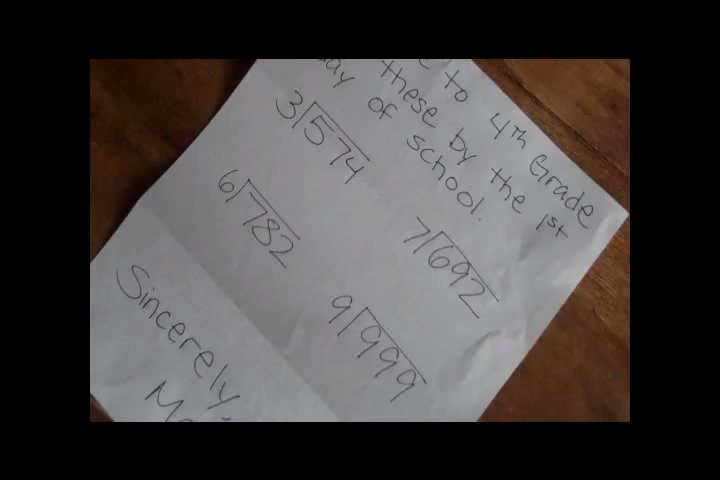 to 4th Grade
these by the 1st
day of school.
3)574
6)782
7)692
9)999
Sincerely,